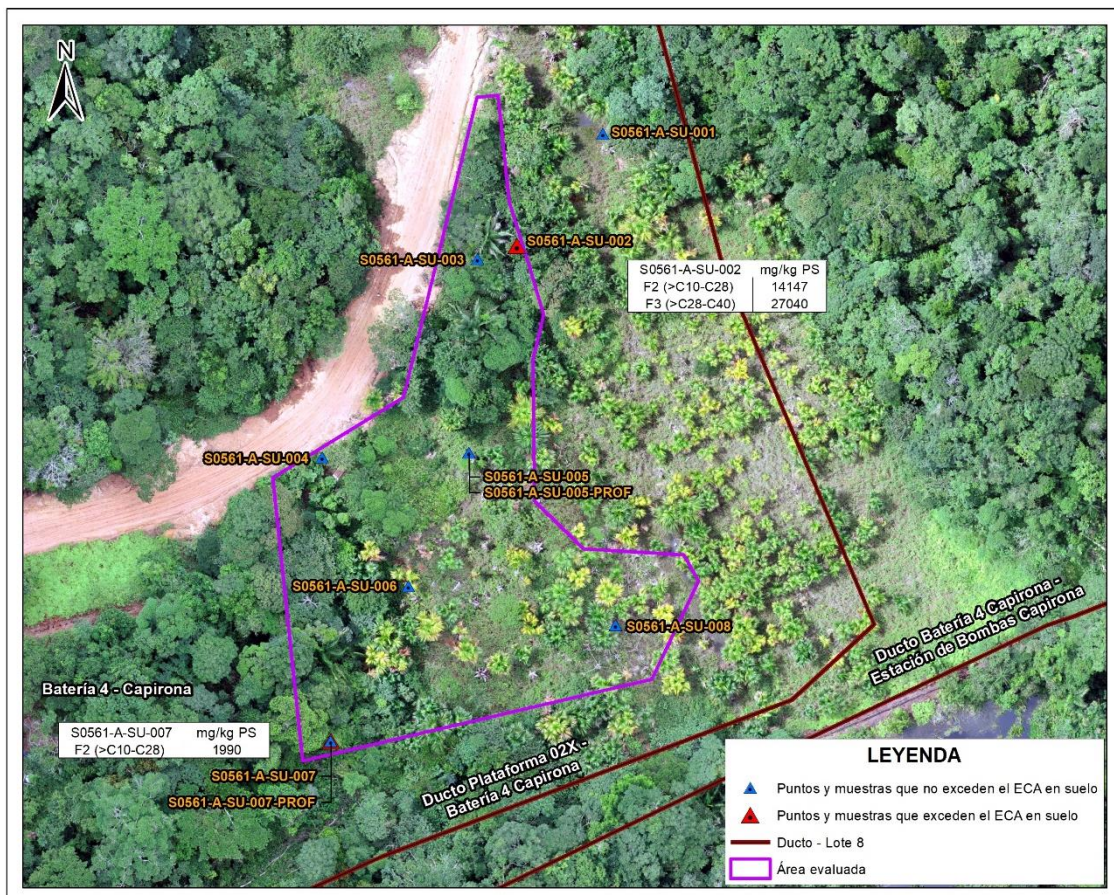 N
S0561-A-SU-001
S0561-A-SU-002
S0561-A-SU-003
S0561-A-SU-002 mg/kg PS
F2 (>C10-C28) 14147
F3 (>C28-C40) 27040
S0561-A-SU-004
S0561-A-SU-005
S0561-A-SU-005-PROF
S0561-A-SU-006
S0561-A-SU-008
Ducto Batería 4 Capirona -
Estación de Bombas Capirona
Batería 4 - Capirona
S0561-A-SU-007 mg/kg PS
F2 (>C10-C28) 1990
S0561-A-SU-007
S0561-A-SU-007-PROF
Ducto Plataforma 02X -
Batería 4 Capirona
LEYENDA
Puntos y muestras que no exceden el ECA en suelo
Puntos y muestras que exceden el ECA en suelo
Ducto - Lote 8
Área evaluada